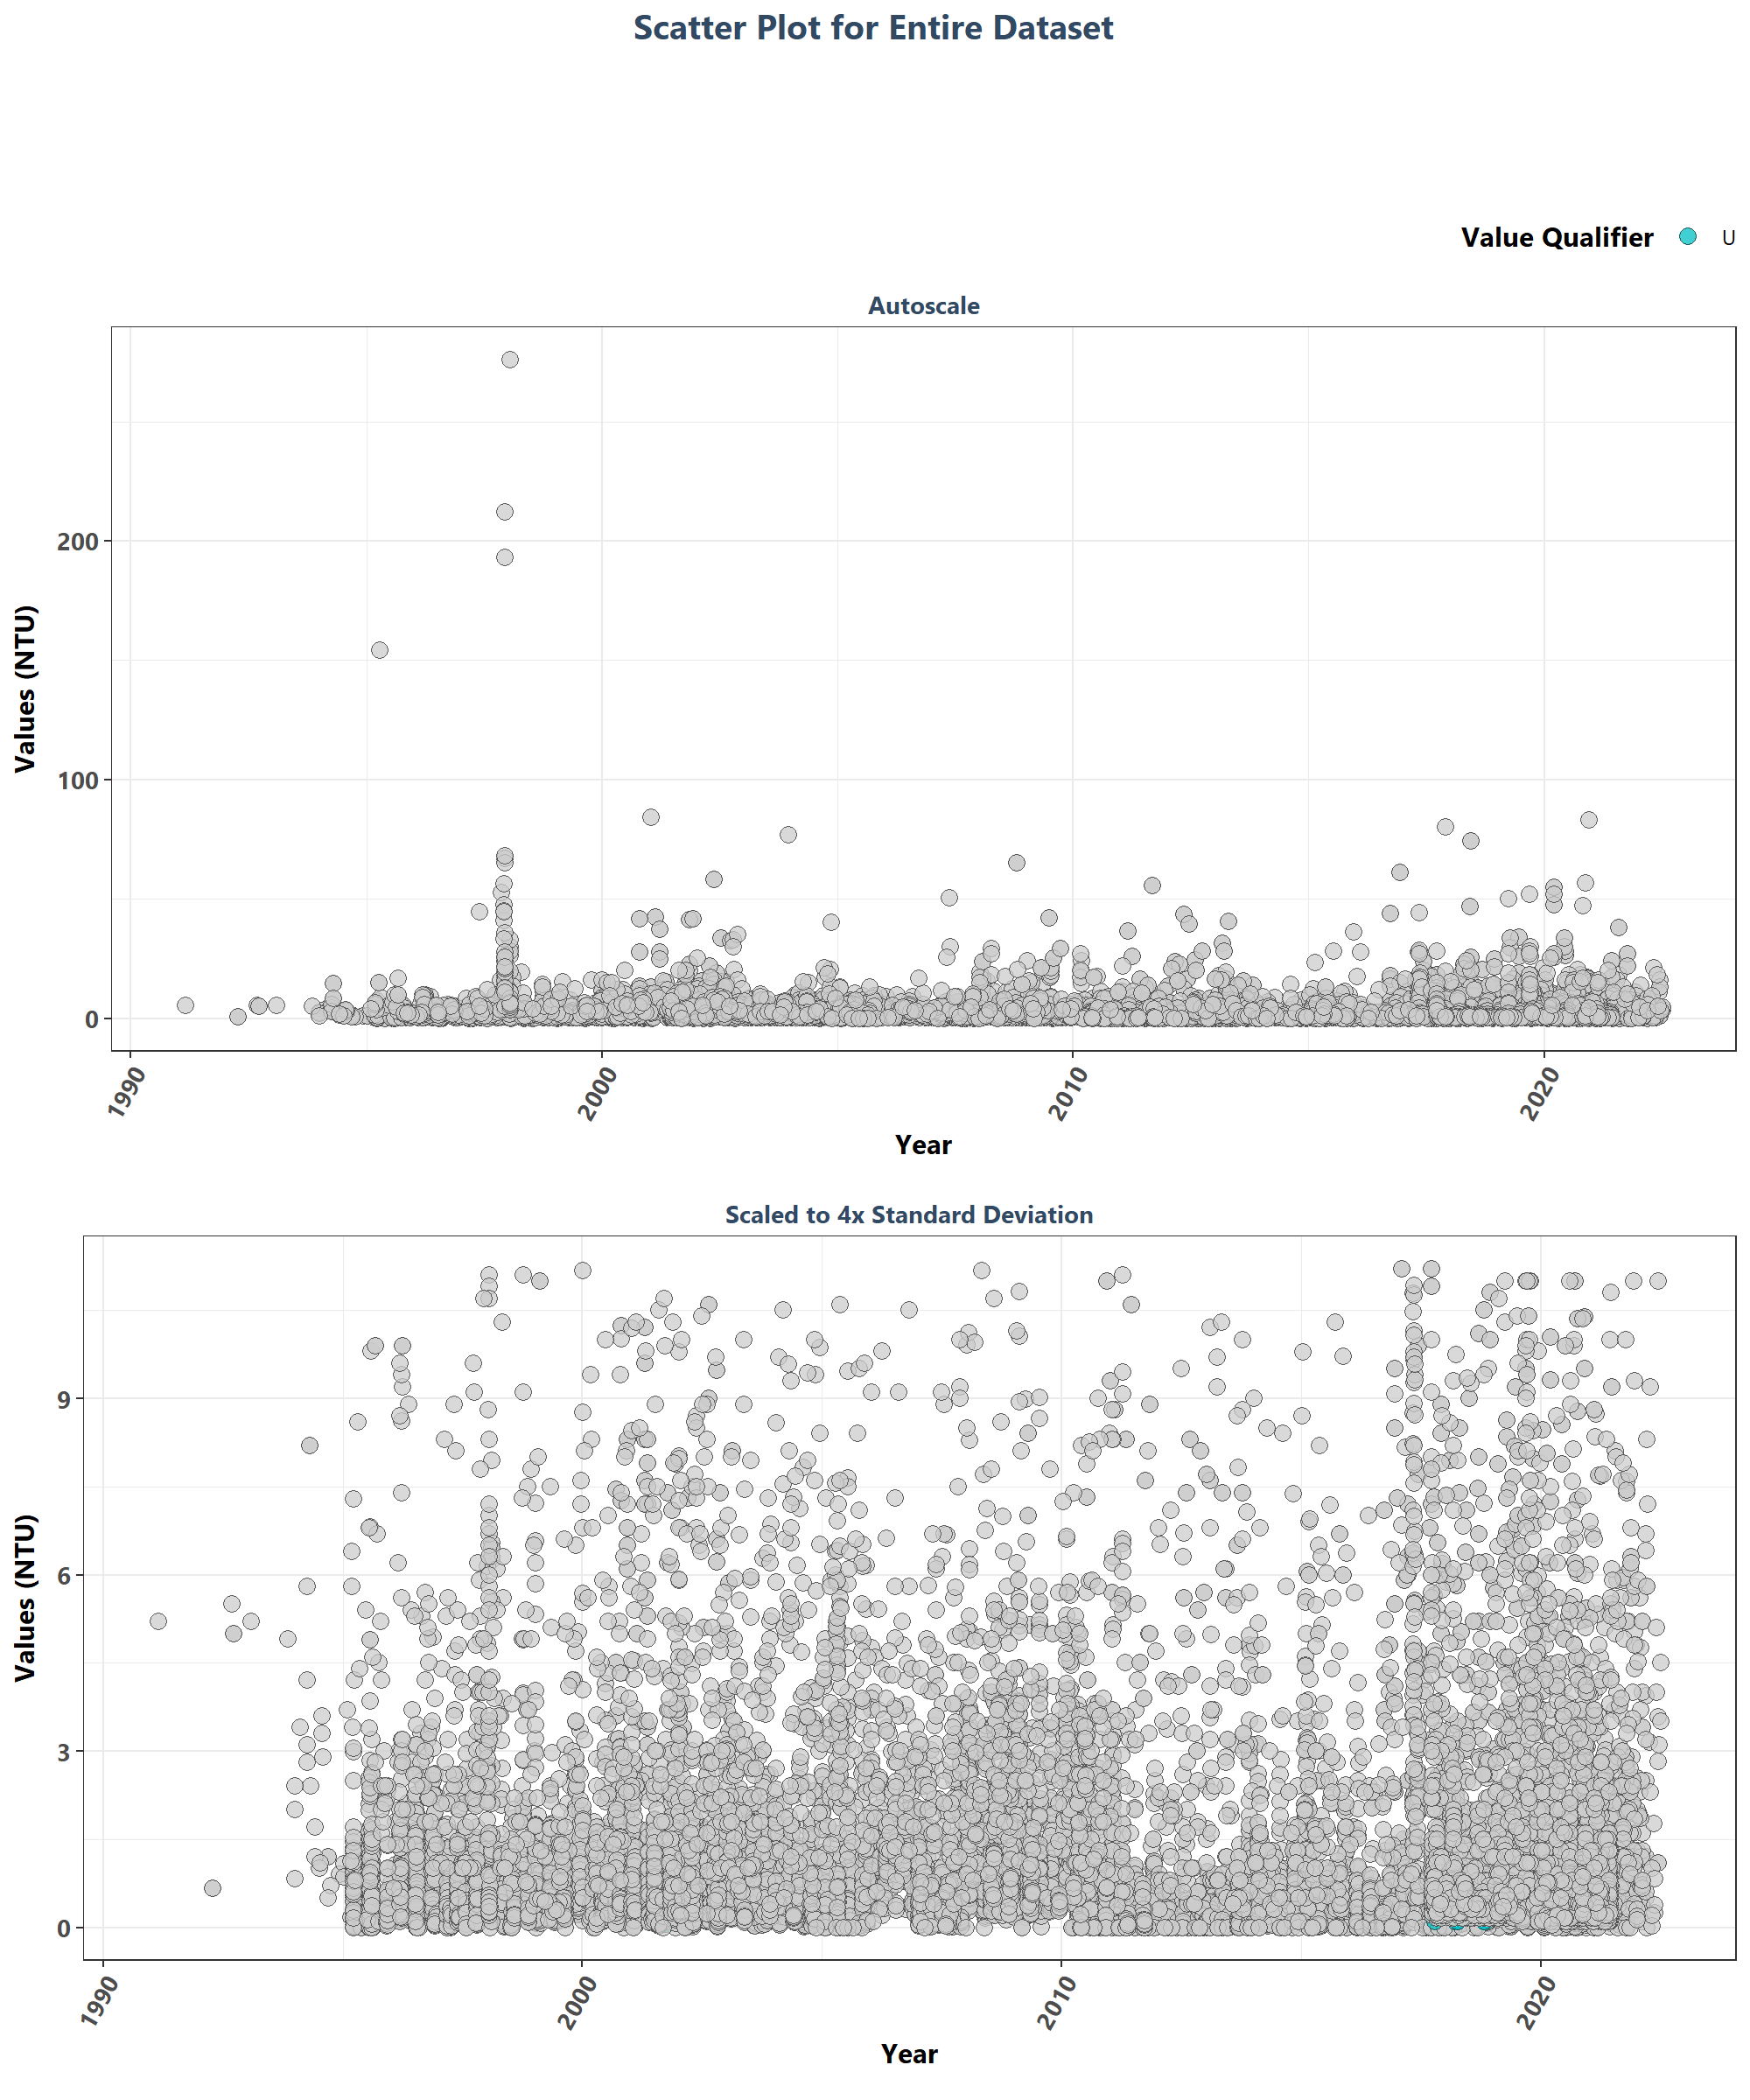 Scatter Plot for Entire Dataset
Value Qualifier U
Autoscale
Values (NTU)
200
100
0
1990 2000 2010 2020
Year
Scaled to 4x Standard Deviation
Values (NTU)
9
6
3
0
1990 2000 2010 2020
Year